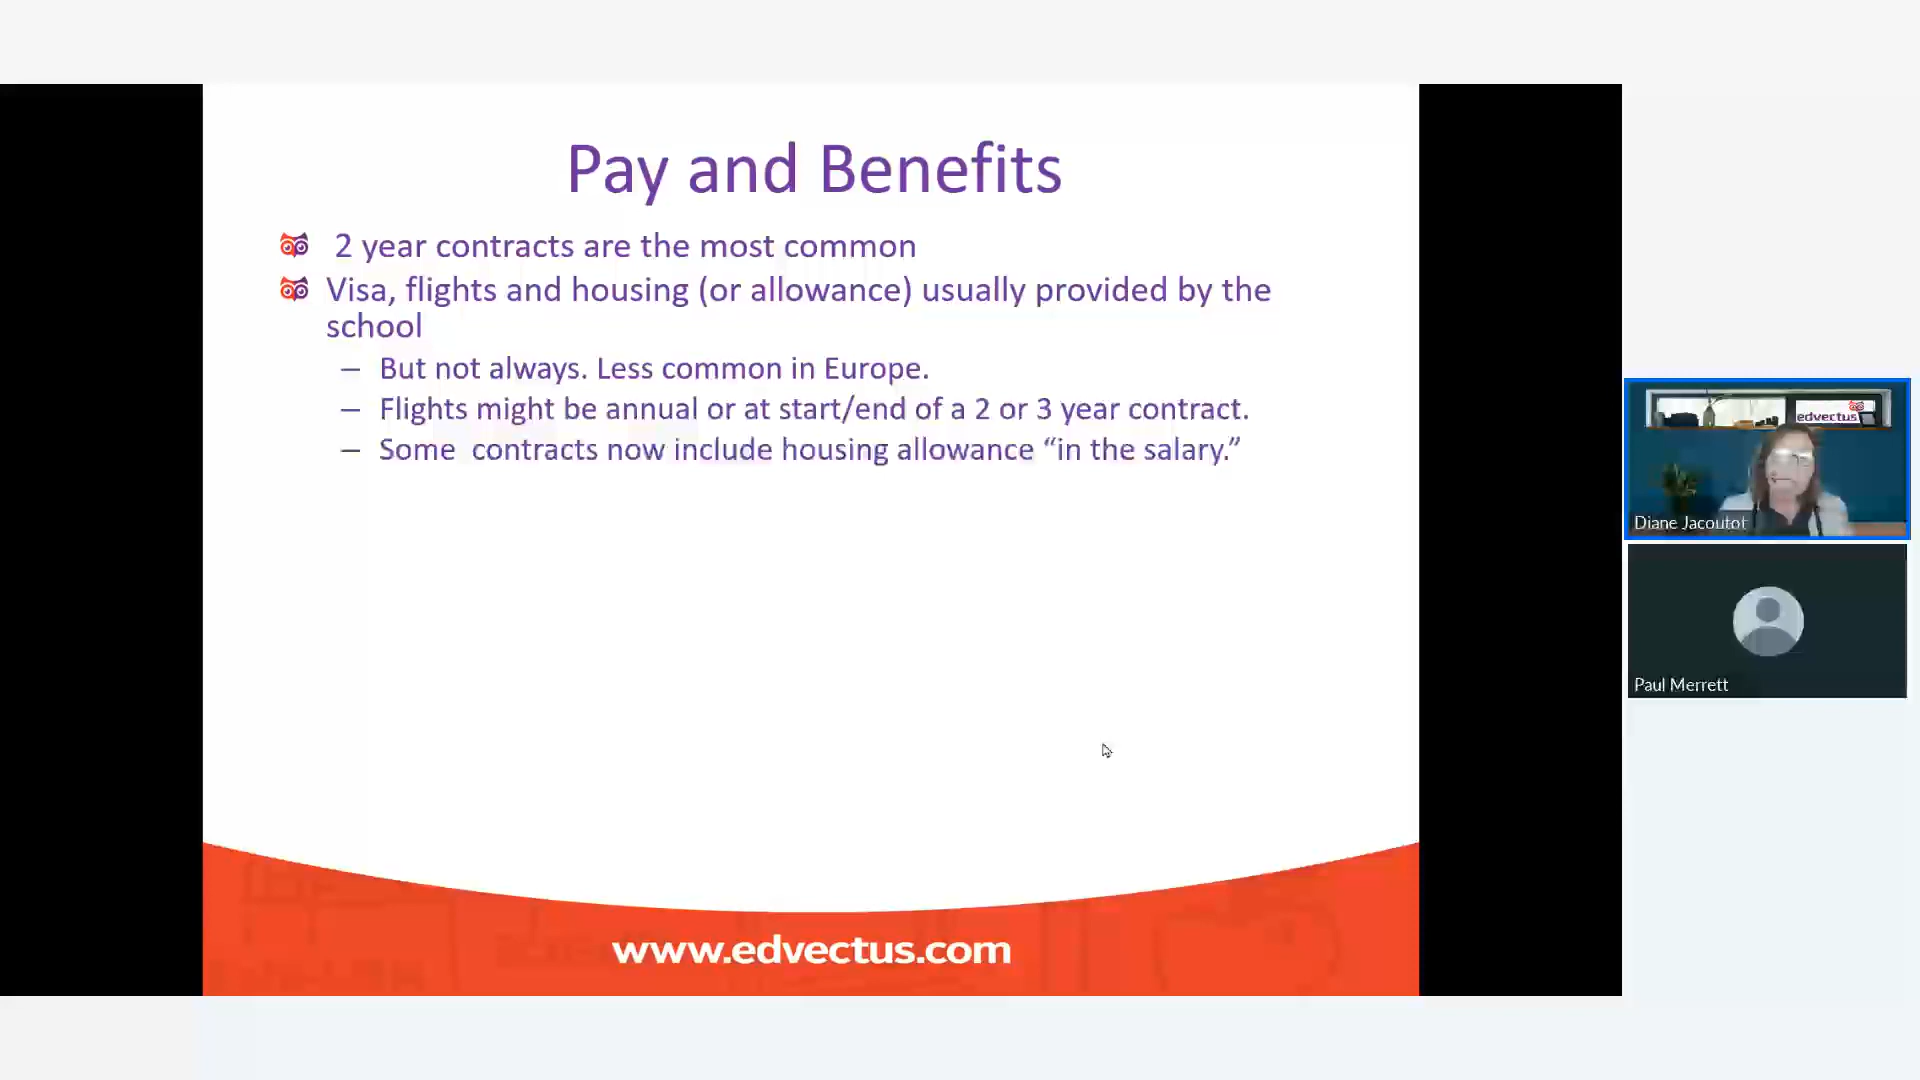 Pay and Benefits
2 year contracts are the most common
Visa, flights and housing (or allowance) usually provided by the
school
– But not always. Less common in Europe.
– Flights might be annual or at start/end of a 2 or 3 year contract.
– Some  contracts now include housing allowance “in the salary.”
www.edvectus.com
edvectus
Diane Jacoutot
Paul Merrett